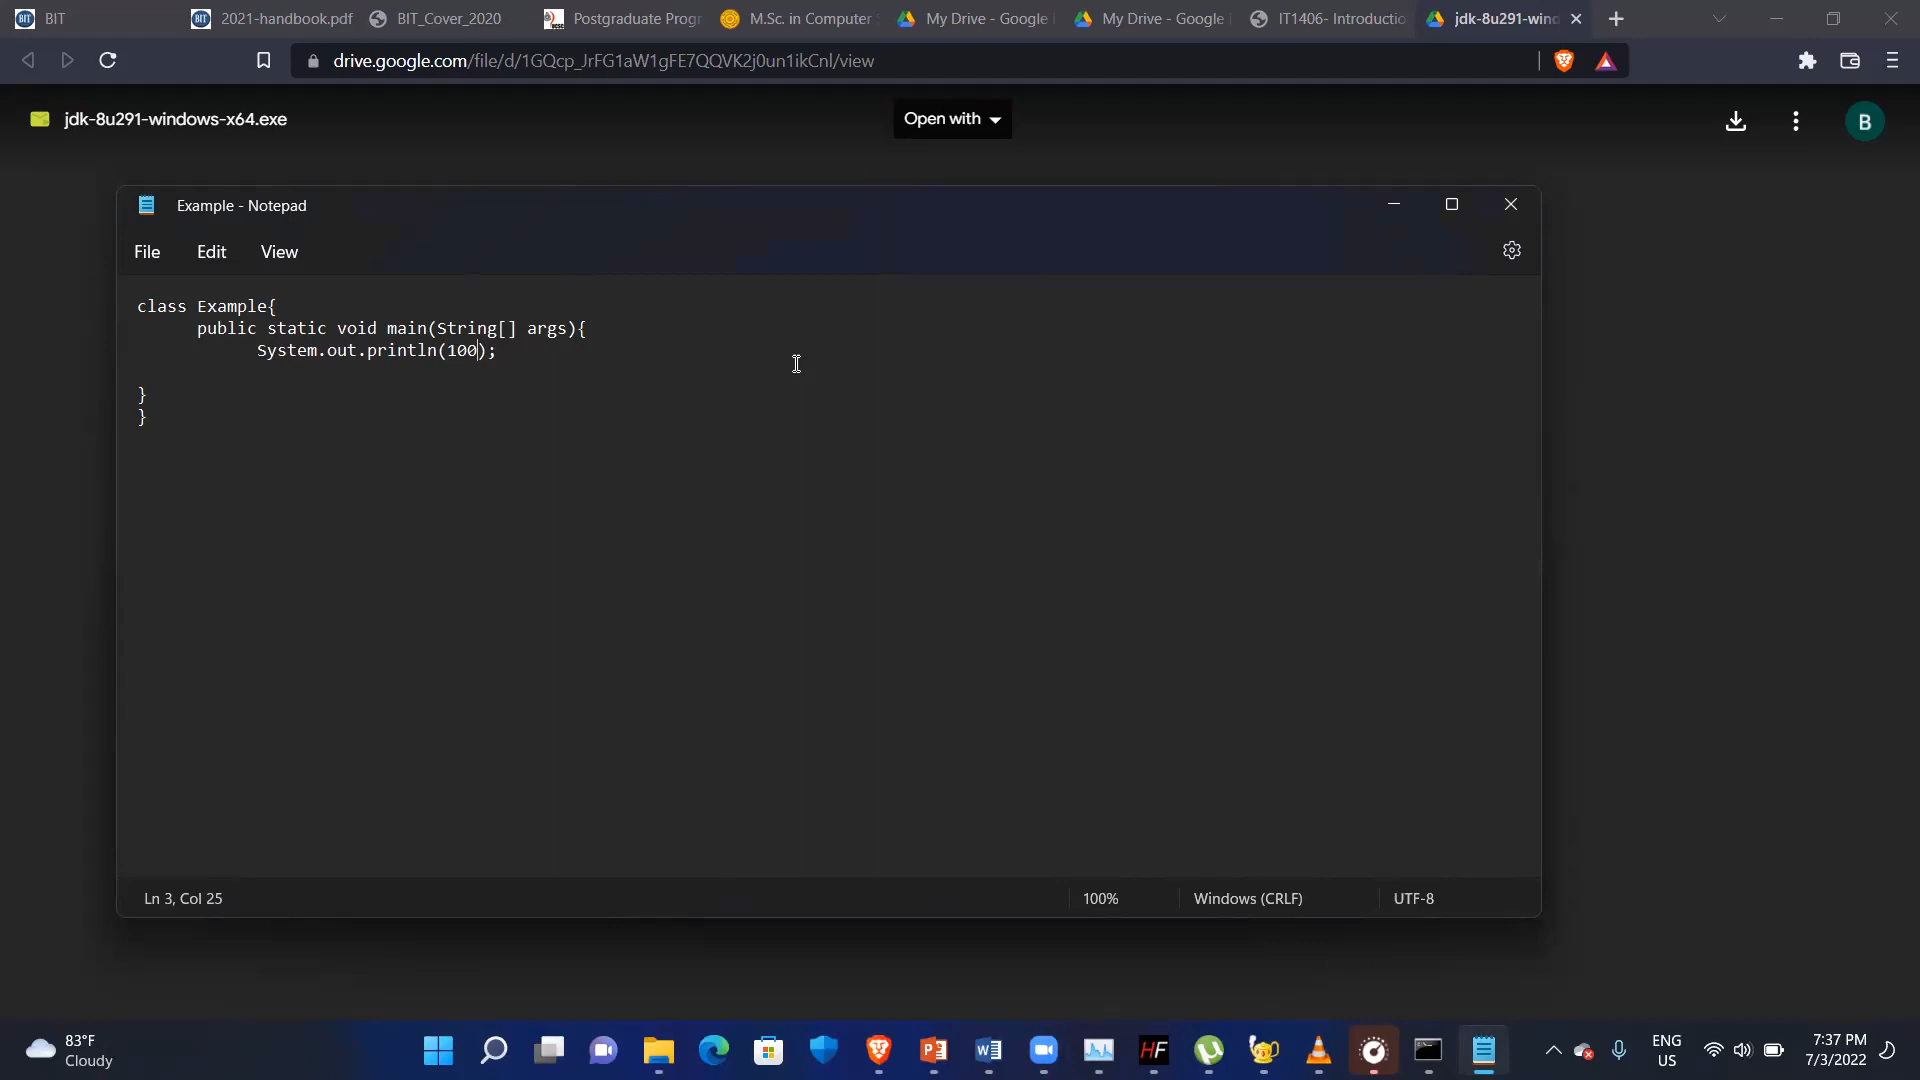 BIT
2021-handbook.pdf
BIT_Cover_2020
Postgraduate Progr
M.Sc. in Computer
My Drive - Google
My Drive - Google
IT1406- Introductio
jdk-8u291-wind
drive.google.com/file/d/1GQcp_JrFG1aW1gFE7QQVK2j0un1ikCnl/view
jdk-8u291-windows-x64.exe
Open with
B
Example - Notepad
File Edit View
class Example{
public static void main(String[] args){
System.out.println(100);
}
}
Ln 3, Col 25
100%
Windows (CRLF)
UTF-8
83°F
Cloudy
HF
ENG
US
7:37 PM
7/3/2022